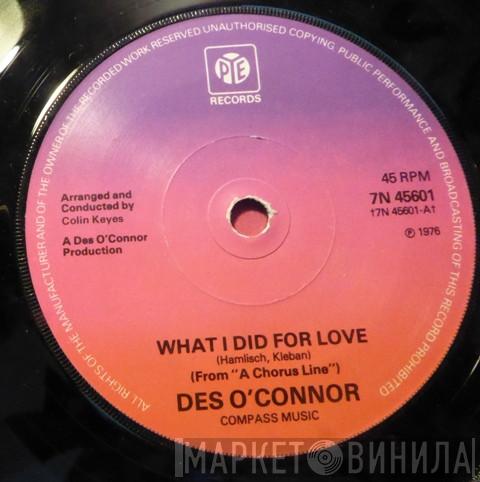 ALL RIGHTS OF THE MANUFACTURER AND OF THE OWNER OF THE RECORDED WORK RESERVED UNAUTHORISED COPYING PUBLIC PERFORMANCE AND BROADCASTING OF THIS RECORD PROHIBITED
PYE
RECORDS
Arranged and
Conducted by
Colin Keyes
A Des O'Connor
Production
45 RPM
7N 45601
†7N 45601-A†
℗ 1976
WHAT I DID FOR LOVE
(Hamlisch, Kleban)
(From "A Chorus Line")
DES O'CONNOR
COMPASS MUSIC
МАРКЕТ ВИНИЛА